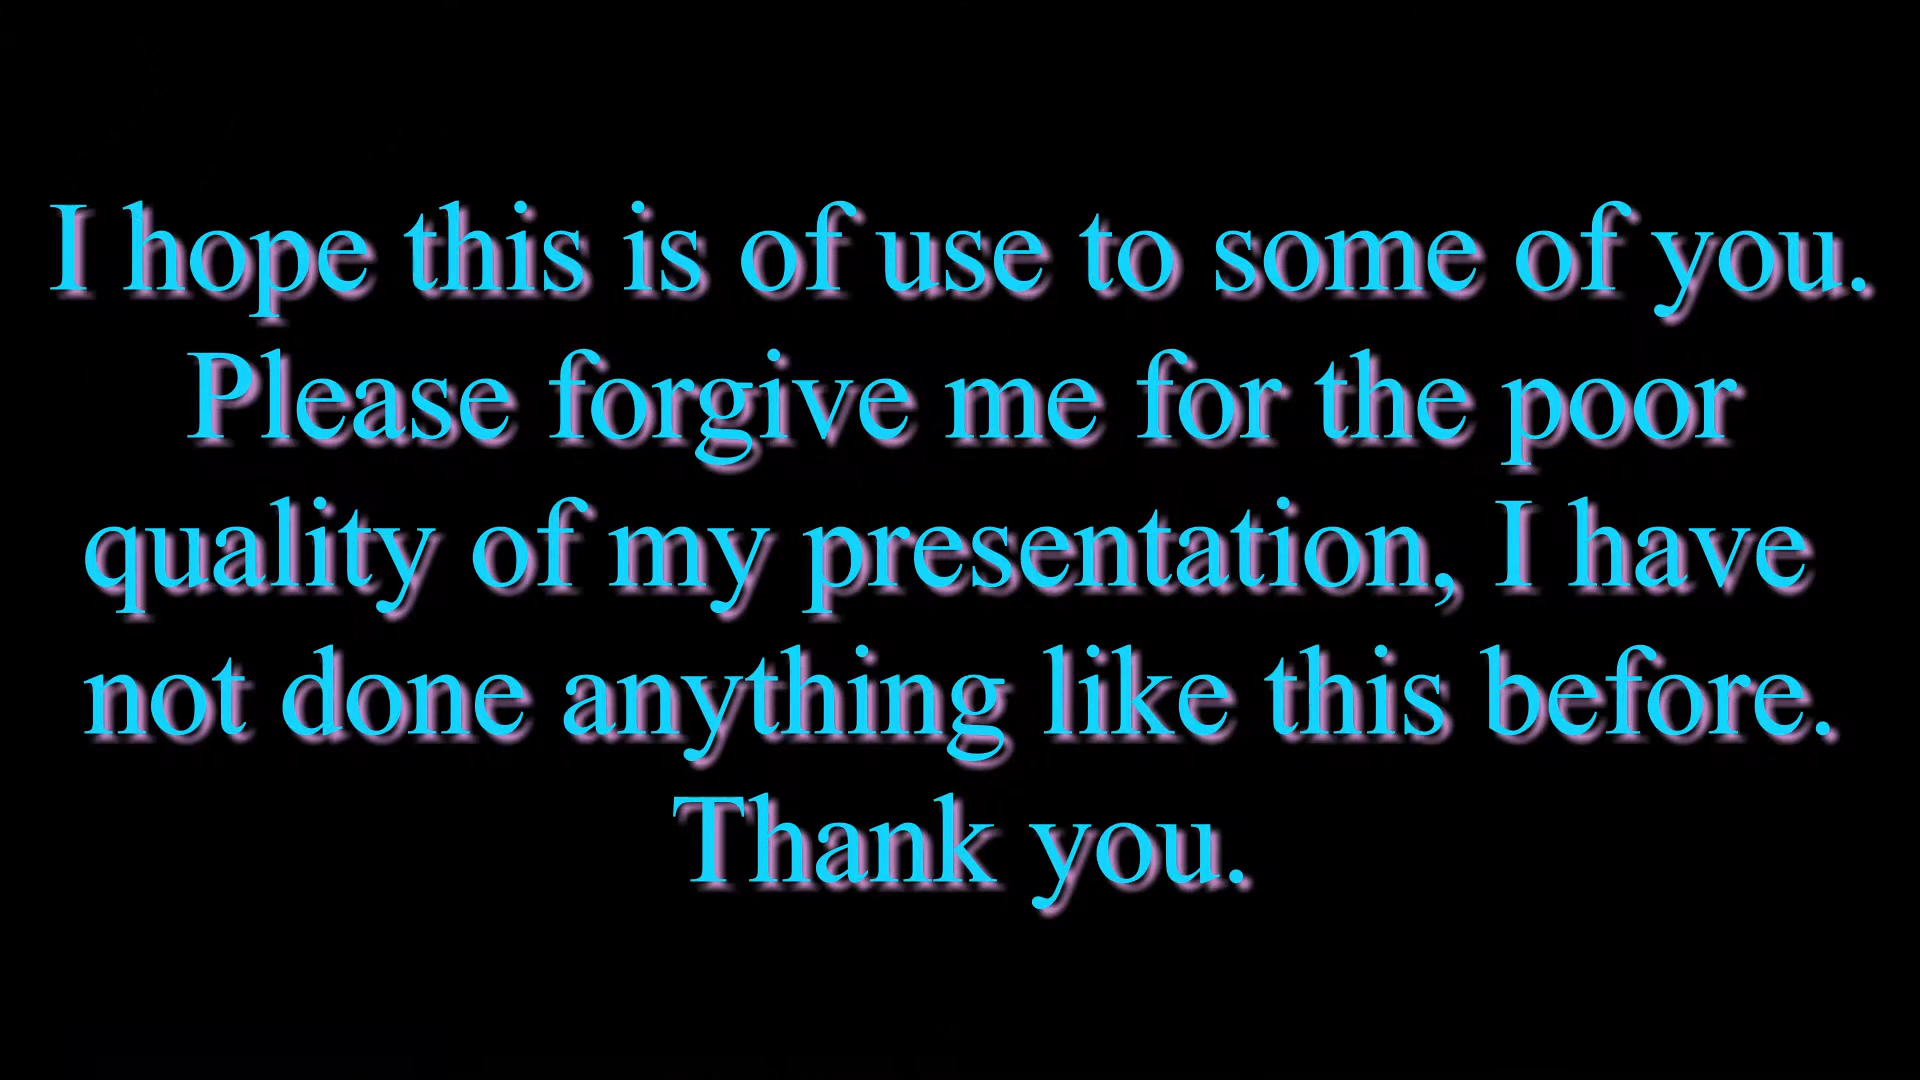 I hope this is of use to some of you.
Please forgive me for the poor
quality of my presentation, I have
not done anything like this before.
Thank you.